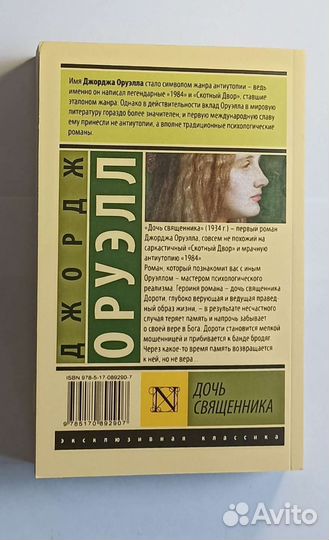 Имя Джорджа Оруэлла стало символом жанра антиутопии – ведь
именно он написал легендарные «1984» и «Скотный Двор», ставшие
эталоном жанра. Однако в действительности вклад Оруэлла в мировую
литературу гораздо более значителен, и первую международную славу
ему принесли не антиутопии, а вполне традиционные психологические
романы.
ДЖОРДЖ
ОРУЭЛЛ
«Дочь священника» (1934 г.) – первый роман
Джорджа Оруэлла, совсем не похожий на
саркастичный «Скотный Двор» и мрачную
антиутопию «1984»
Роман, который познакомит вас с иным
Оруэллом – мастером психологического
реализма. Героиня романа – дочь священника
Дороти, глубоко верующая и ведущая правед-
ный образ жизни, – в результате несчастного
случая теряет память и напрочь забывает
о своей вере в Бога. Дороти становится мелкой
мошенницей и прибивается к банде бродяг
Через какое-то время память возвращается
к ней, но не вера
ISBN 978-5-17-089290-7
9 785170 892907
N
ДОЧЬ
СВЯЩЕННИКА
эксклюзивная классика
Avito